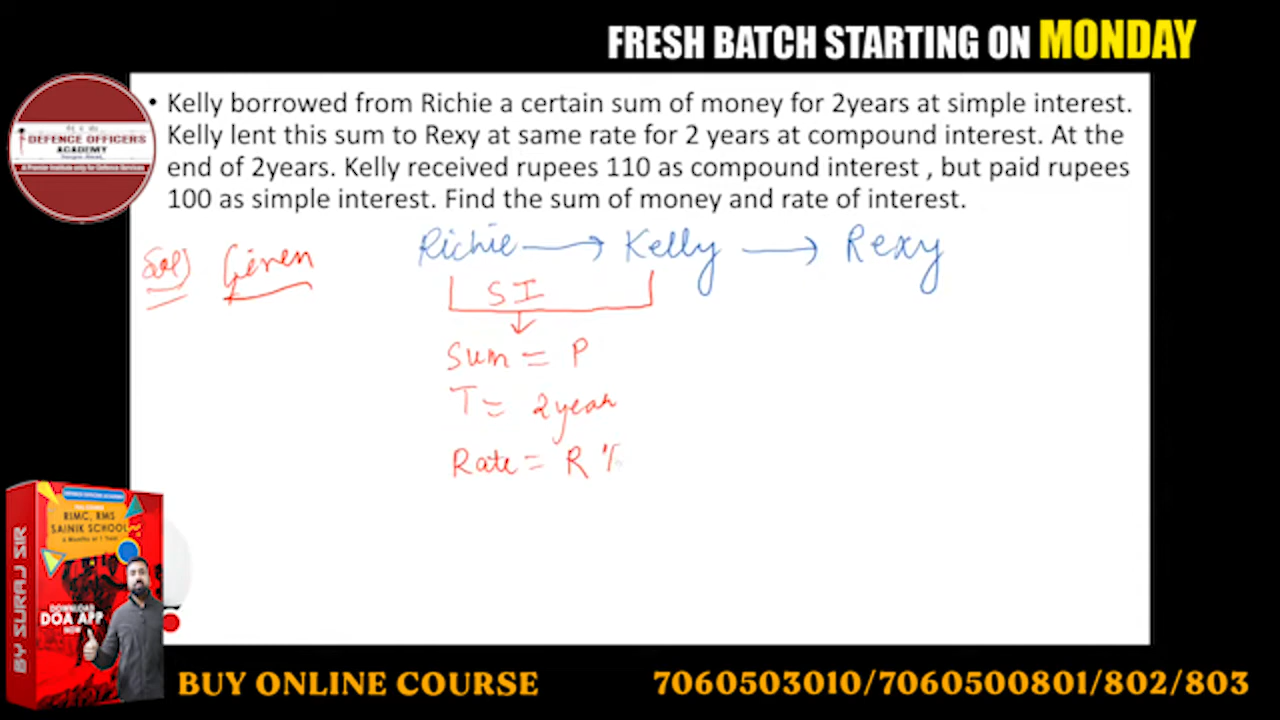 FRESH BATCH STARTING ON MONDAY
DEFENCE OFFICERS
ACADEMY
• Kelly borrowed from Richie a certain sum of money for 2years at simple interest.
Kelly lent this sum to Rexy at same rate for 2 years at compound interest. At the
end of 2years. Kelly received rupees 110 as compound interest , but paid rupees
100 as simple interest. Find the sum of money and rate of interest.
Sol) Given
Richie → Kelly → Rexy
SI
Sum = P
T = 2year
Rate = R %
DEFENCE OFFICERS ACADEMY
RIMC, RMS
SAINIK SCHOOL
BY SURAJ SIR
DOWNLOAD
DOA APP
NOW
BUY ONLINE COURSE
7060503010/7060500801/802/803